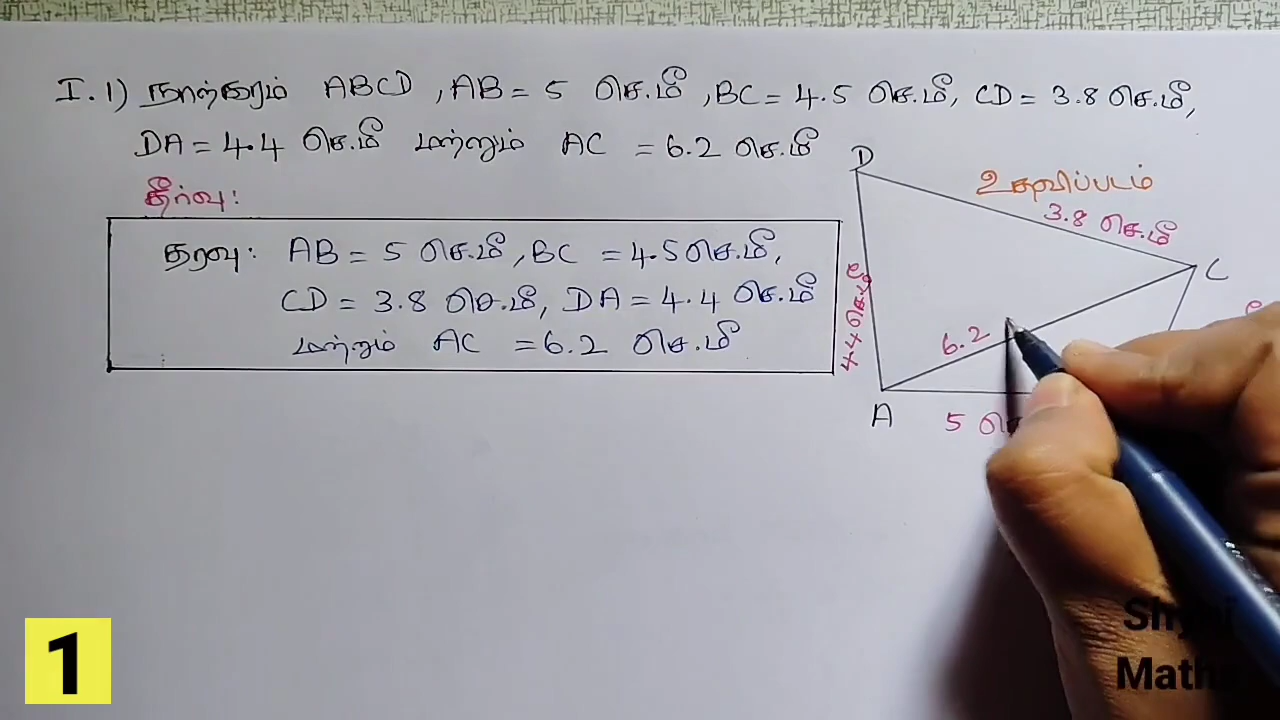 I. 1) நாற்கரம் ABCD , AB = 5 செ.மீ , BC = 4.5 செ.மீ, CD = 3.8 செ.மீ,
DA = 4.4 செ.மீ மற்றும் AC = 6.2 செ.மீ
தீர்வு:
தரவு: AB = 5 செ.மீ, BC = 4.5 செ.மீ,
CD = 3.8 செ.மீ, DA = 4.4 செ.மீ
மற்றும் AC = 6.2 செ.மீ
D
உதவிப்படம்
3.8 செ.மீ
C
4.4 செ.மீ
6.2
A
5
1
Maths